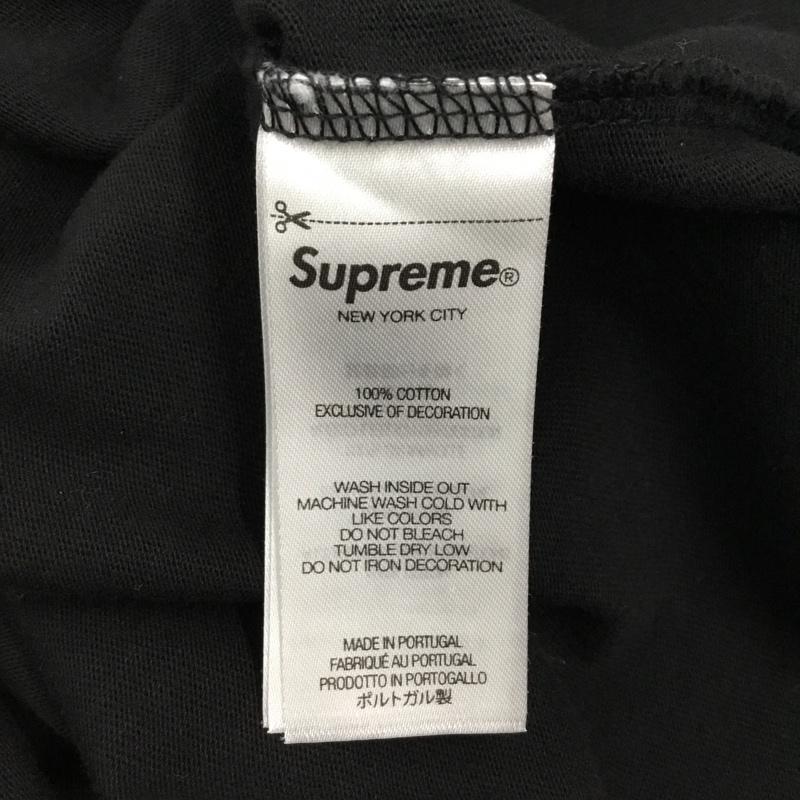 Supreme®
NEW YORK CITY
100% COTTON
EXCLUSIVE OF DECORATION
WASH INSIDE OUT
MACHINE WASH COLD WITH
LIKE COLORS
DO NOT BLEACH
TUMBLE DRY LOW
DO NOT IRON DECORATION
MADE IN PORTUGAL
FABRIQUÉ AU PORTUGAL
PRODOTTO IN PORTOGALLO
ポルトガル製